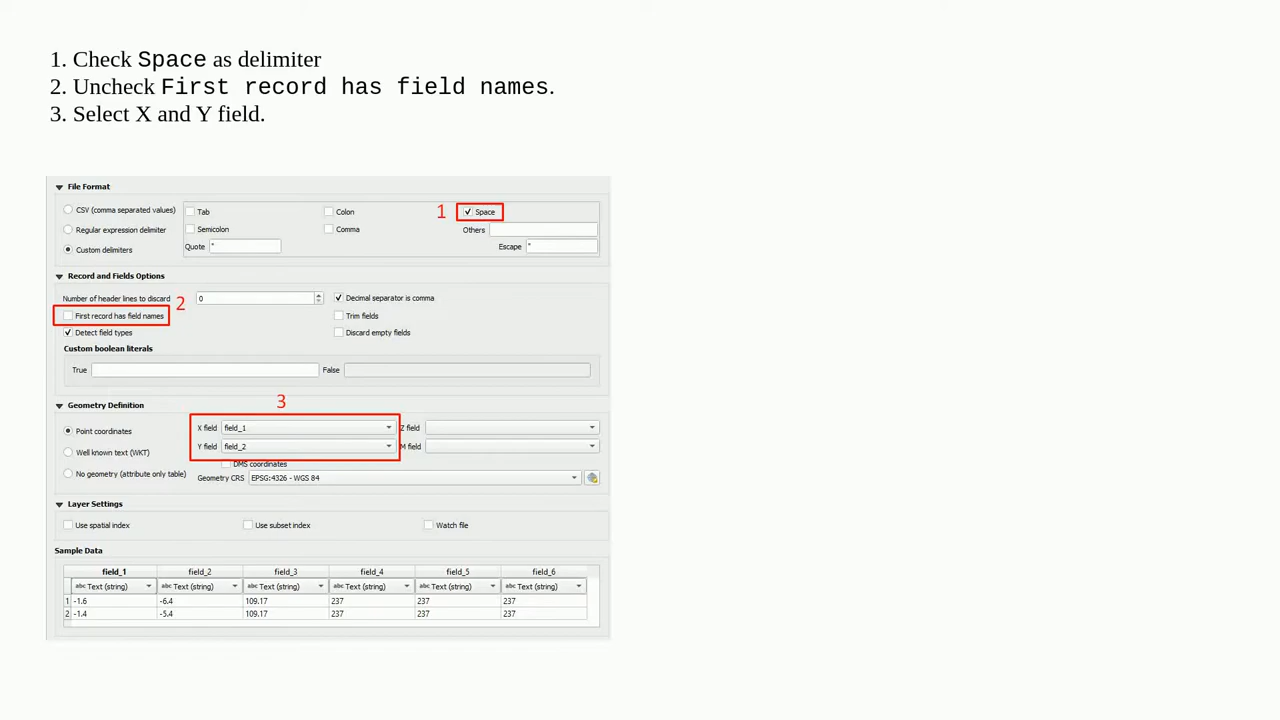 1. Check Space as delimiter
2. Uncheck First record has field names.
3. Select X and Y field.
File Format
CSV (comma separated values)
Tab
Colon
1
Space
Regular expression delimiter
Semicolon
Comma
Others
Custom delimiters
Quote "
Escape "
Record and Fields Options
Number of header lines to discard
2
0
Decimal separator is comma
First record has field names
Trim fields
Detect field types
Discard empty fields
Custom boolean literals
True
False
3
Geometry Definition
Point coordinates
X field field_1
Z field
Y field field_2
M field
Well known text (WKT)
DMS coordinates
No geometry (attribute only table)
Geometry CRS EPSG:4326 - WGS 84
Layer Settings
Use spatial index
Use subset index
Watch file
Sample Data
field_1 field_2 field_3 field_4 field_5 field_6
abc Text (string) abc Text (string) abc Text (string) abc Text (string) abc Text (string) abc Text (string)
1 -1.6 -6.4 109.17 237 237 237
2 -1.4 -5.4 109.17 237 237 237